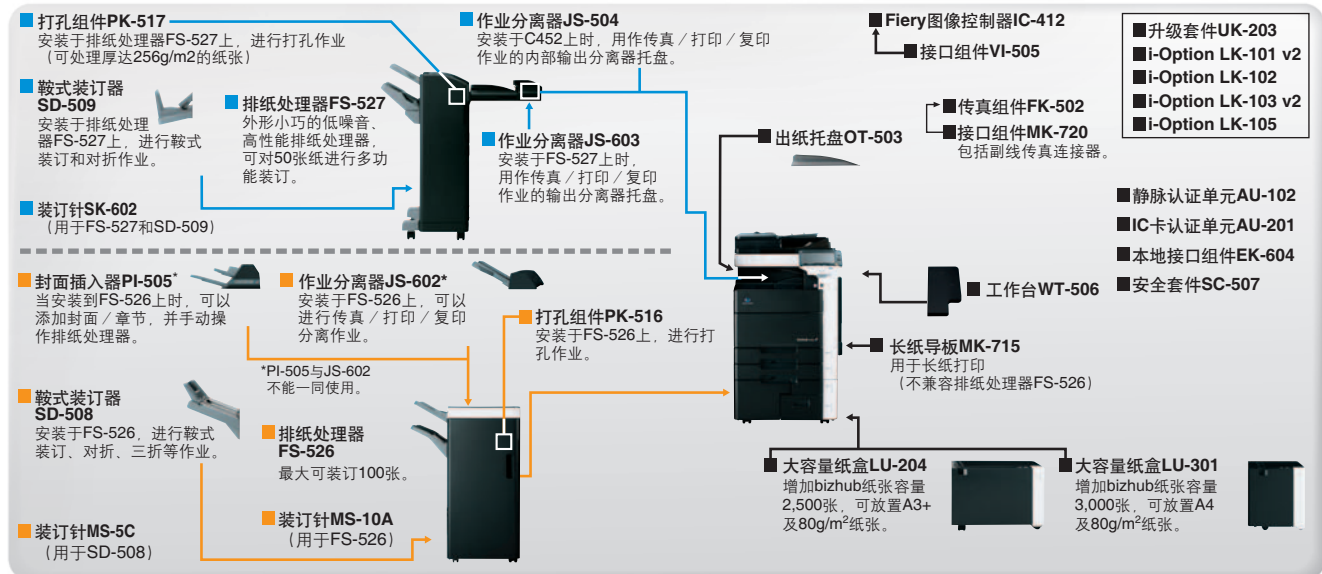 打孔组件PK-517
安装于排纸处理器FS-527上，进行打孔作业
（可处理厚达256g/m2的纸张）
鞍式装订器
SD-509
安装于排纸处理
器FS-527上，进行鞍式
装订和对折作业。
排纸处理器FS-527
外形小巧的低噪音、
高性能排纸处理器，
可对50张纸进行多功
能装订。
装订针SK-602
（用于FS-527和SD-509）
作业分离器JS-504
安装于C452上时，用作传真／打印／复印
作业的内部输出分离器托盘。
作业分离器JS-603
安装于FS-527上时，
用作传真／打印／复印
作业的输出分离器托盘。
Fiery图像控制器IC-412
接口组件VI-505
升级套件UK-203
i-Option LK-101 v2
i-Option LK-102
i-Option LK-103 v2
i-Option LK-105
传真组件FK-502
接口组件MK-720
包括副线传真连接器。
出纸托盘OT-503
静脉认证单元AU-102
IC卡认证单元AU-201
本地接口组件EK-604
安全套件SC-507
工作台WT-506
长纸导板MK-715
用于长纸打印
（不兼容排纸处理器FS-526）
封面插入器PI-505*
当安装到FS-526上时，可以
添加封面／章节，并手动操
作排纸处理器。
作业分离器JS-602*
安装于FS-526上，可以
进行传真／打印／复印
分离作业。
*PI-505与JS-602
不能一同使用。
打孔组件PK-516
安装于FS-526上，进行打
孔作业。
鞍式装订器
SD-508
安装于FS-526，进行鞍式
装订、对折、三折等作业。
排纸处理器
FS-526
最大可装订100张。
装订针MS-5C
（用于SD-508）
装订针MS-10A
（用于FS-526）
大容量纸盒LU-204
增加bizhub纸张容量
2,500张，可放置A3+
及80g/m²纸张。
大容量纸盒LU-301
增加bizhub纸张容量
3,000张，可放置A4
及80g/m²纸张。